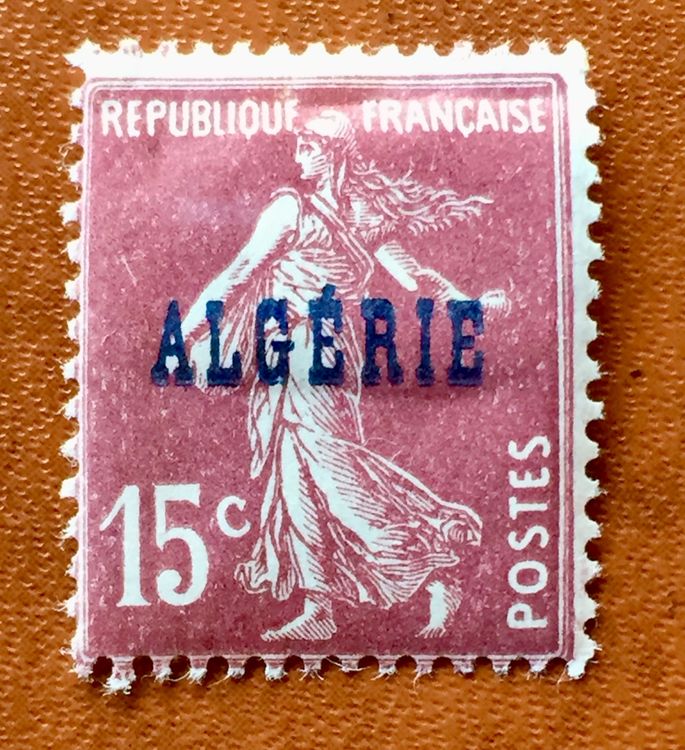 REPUBLIQUE FRANÇAISE
ALGÉRIE
15c
POSTES